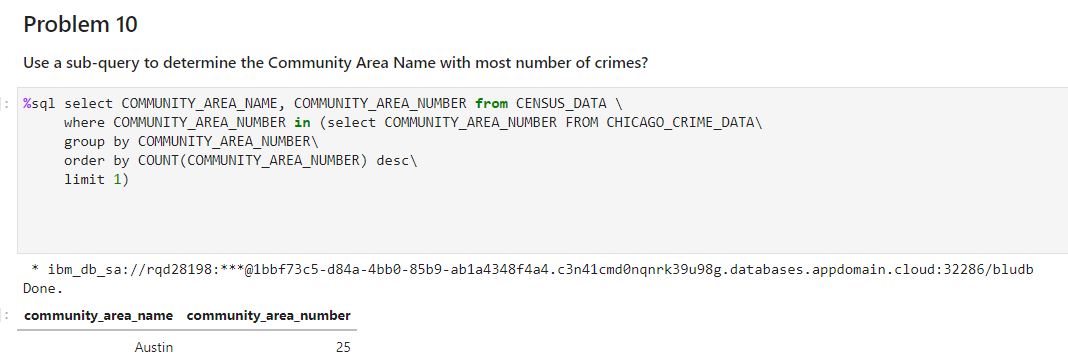 Problem 10
Use a sub-query to determine the Community Area Name with most number of crimes?
]: %sql select COMMUNITY_AREA_NAME, COMMUNITY_AREA_NUMBER from CENSUS_DATA \
where COMMUNITY_AREA_NUMBER in (select COMMUNITY_AREA_NUMBER FROM CHICAGO_CRIME_DATA\
group by COMMUNITY_AREA_NUMBER\
order by COUNT(COMMUNITY_AREA_NUMBER) desc\
limit 1)
* ibm_db_sa://rqd28198:***@1bbf73c5-d84a-4bb0-85b9-ab1a4348f4a4.c3n41cmd0nqnrk39u98g.databases.appdomain.cloud:32286/bludb
Done.
]: community_area_name community_area_number
Austin 25